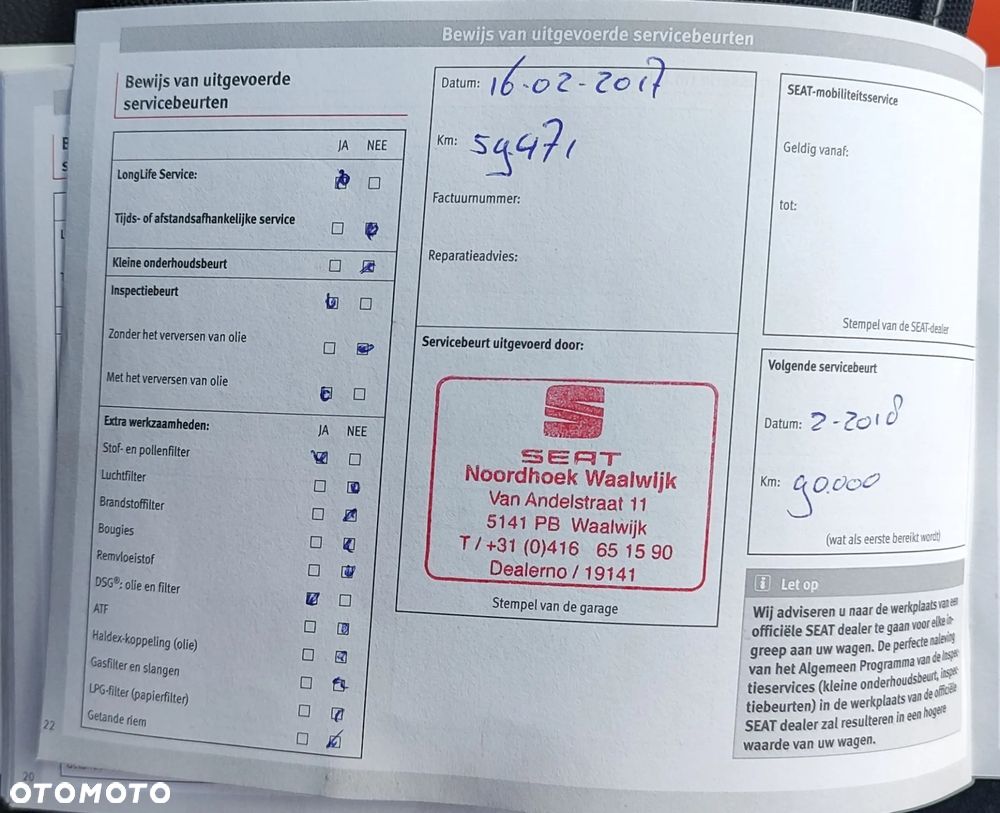 Bewijs van uitgevoerde servicebeurten
Bewijs van uitgevoerde
servicebeurten
JA NEE
LongLife Service:
Tijds- of afstandsafhankelijke service
Kleine onderhoudsbeurt
Inspectiebeurt
Zonder het verversen van olie
Met het verversen van olie
Extra werkzaamheden: JA NEE
Stof- en pollenfilter
Luchtfilter
Brandstoffilter
Bougies
Remvloeistof
DSG®: olie en filter
ATF
Haldex-koppeling (olie)
Gasfilter en slangen
LPG-filter (papierfilter)
Getande riem
22
20
Datum: 16-02-2017
Km: 59.471
Factuurnummer:
Reparatieadvies:
Servicebeurt uitgevoerd door:
SEAT
Noordhoek Waalwijk
Van Andelstraat 11
5141 PB Waalwijk
T / +31 (0)416 65 15 90
Dealerno / 19141
Stempel van de garage
SEAT-mobiliteitsservice
Geldig vanaf:
tot:
Stempel van de SEAT-dealer
Volgende servicebeurt
Datum: 2-2018
Km: 90.000
(wat als eerste bereikt wordt)
i Let op
Wij adviseren u naar de werkplaats van een
officiële SEAT dealer te gaan voor elke in-
greep aan uw wagen. De perfecte naleving
van het Algemeen Programma van de Inspec-
tieservices (kleine onderhoudsbeurt, inspec-
tiebeurten) in de werkplaats van de officiële
SEAT dealer zal resulteren in een hogere
waarde van uw wagen.
OTOMOTO